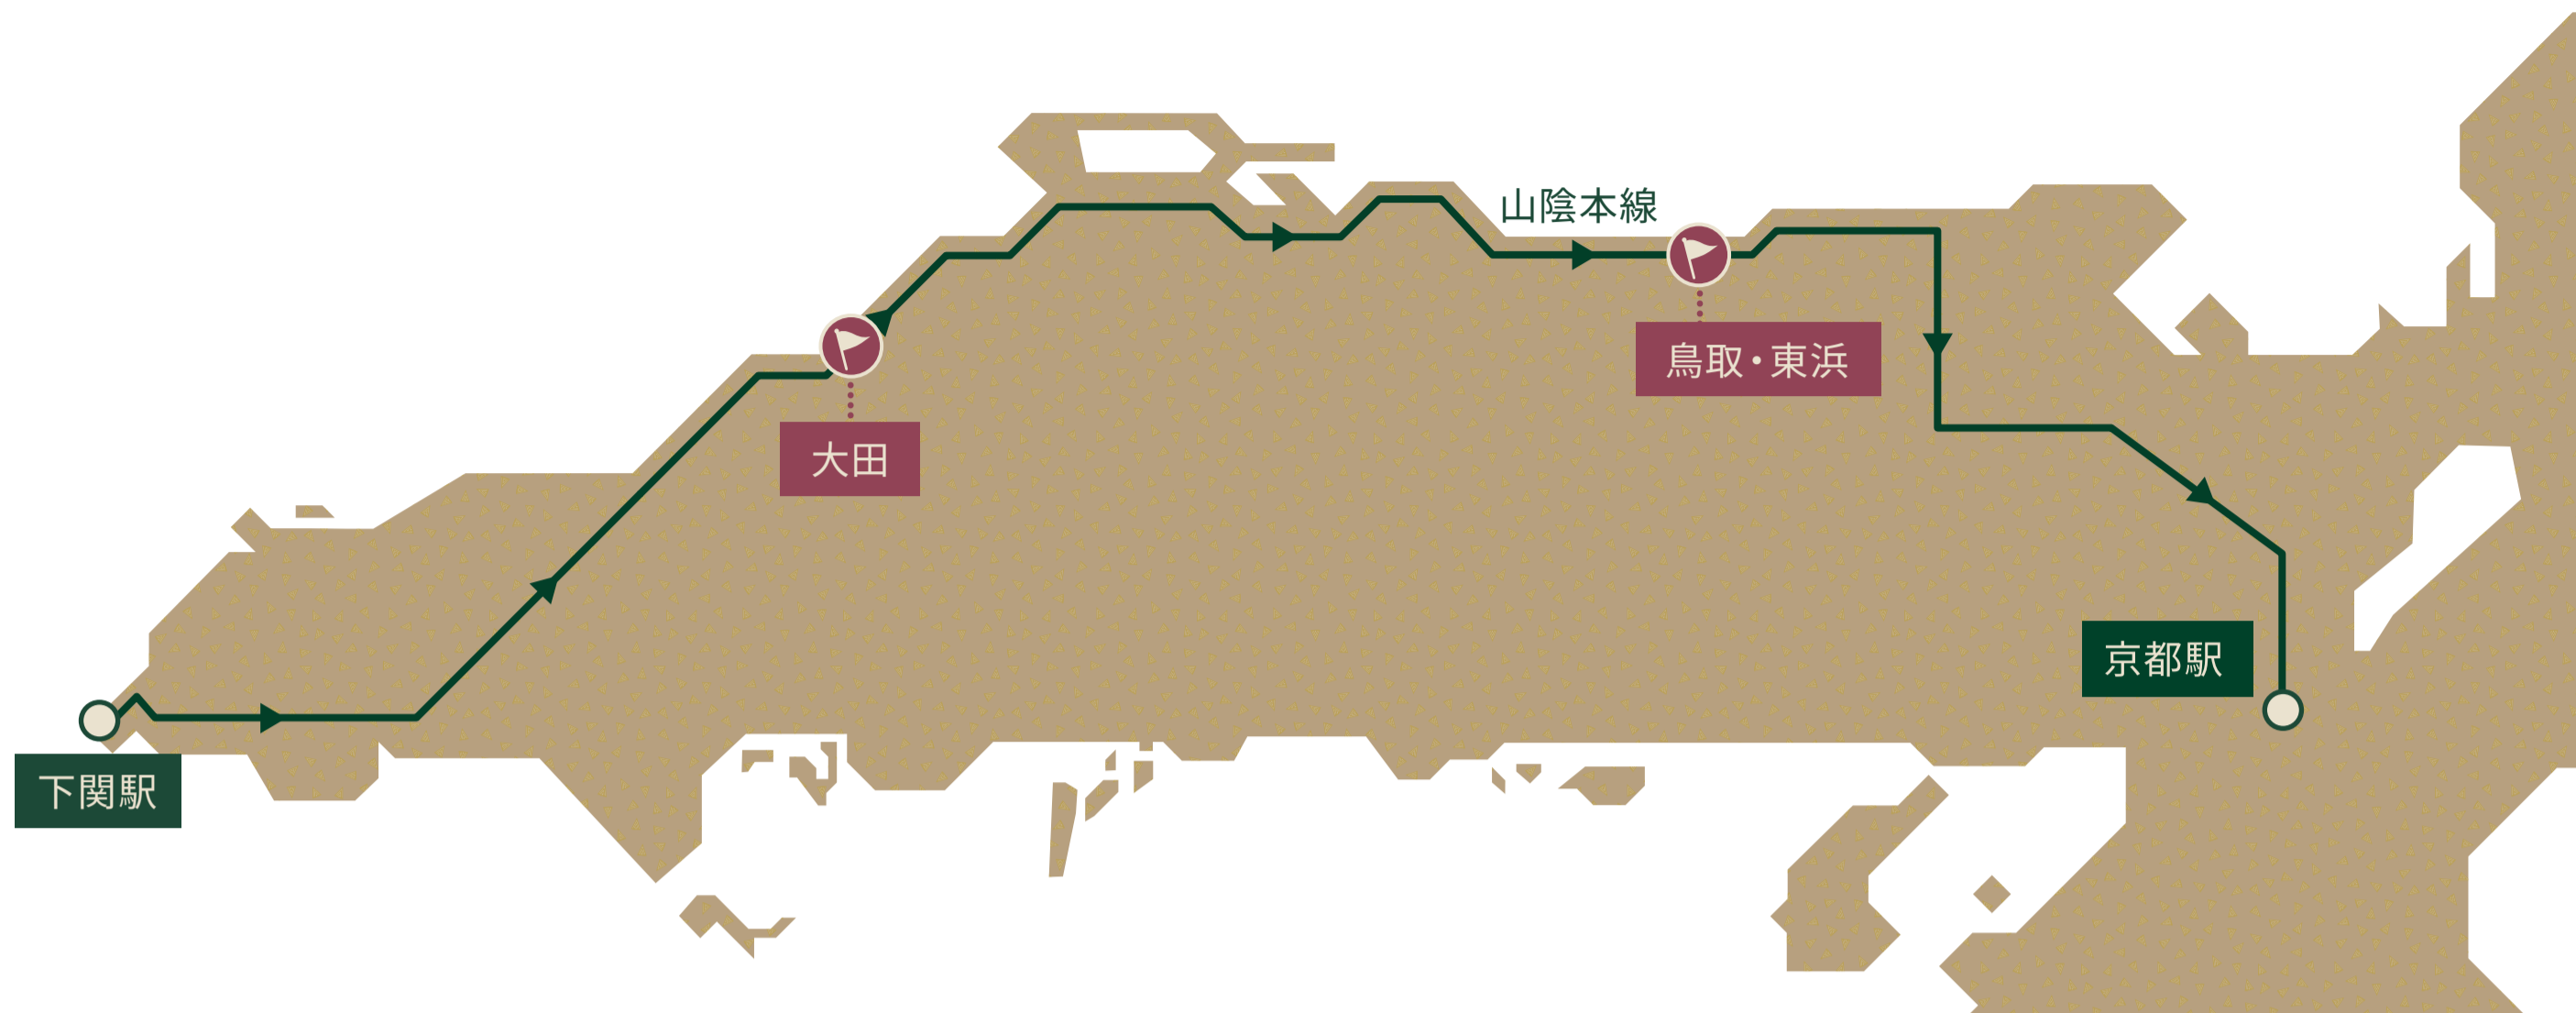 山陰本線
鳥取・東浜
大田
京都駅
下関駅